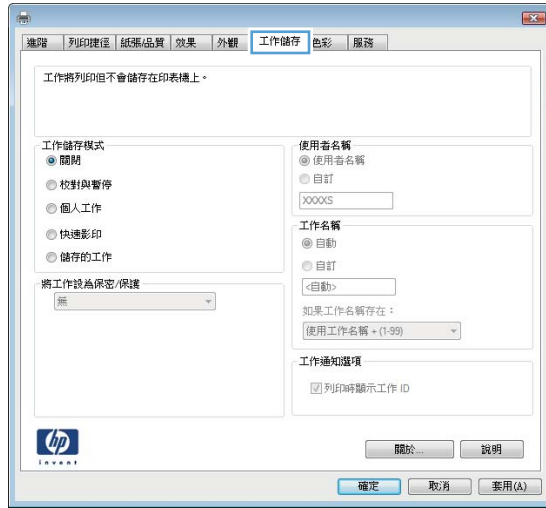 進階 列印捷徑 紙張/品質 效果 外觀 工作儲存 色彩 服務
工作將列印但不會儲存在印表機上。
工作儲存模式
關閉
校對與暫停
個人工作
快速影印
儲存的工作
將工作設為保密/保護
無
使用者名稱
使用者名稱
自訂
XXXXS
工作名稱
自動
自訂
<自動>
如果工作名稱存在：
使用工作名稱 + (1-99)
工作通知選項
列印時顯示工作 ID
hp
invent
關於... 說明
確定 取消 套用(A)